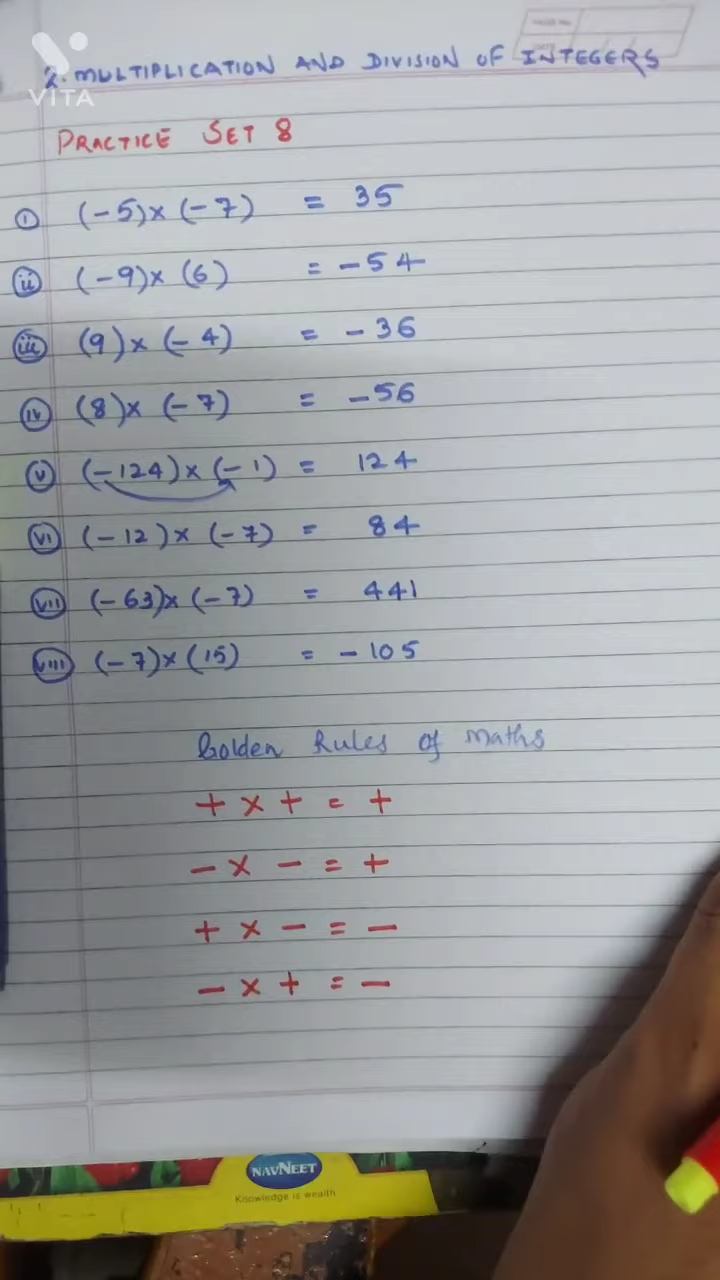 VITA
2. MULTIPLICATION AND DIVISION OF INTEGERS
PRACTICE SET 8
i (-5)×(-7) = 35
ii (-9)×(6) = -54
iii (9)×(-4) = -36
iv (8)×(-7) = -56
v (-124)×(-1) = 124
vi (-12)×(-7) = 84
vii (-63)×(-7) = 441
viii (-7)×(15) = -105
Golden Rules of Maths
+ × + = +
- × - = +
+ × - = -
- × + = -
NAVNEET
Knowledge is wealth